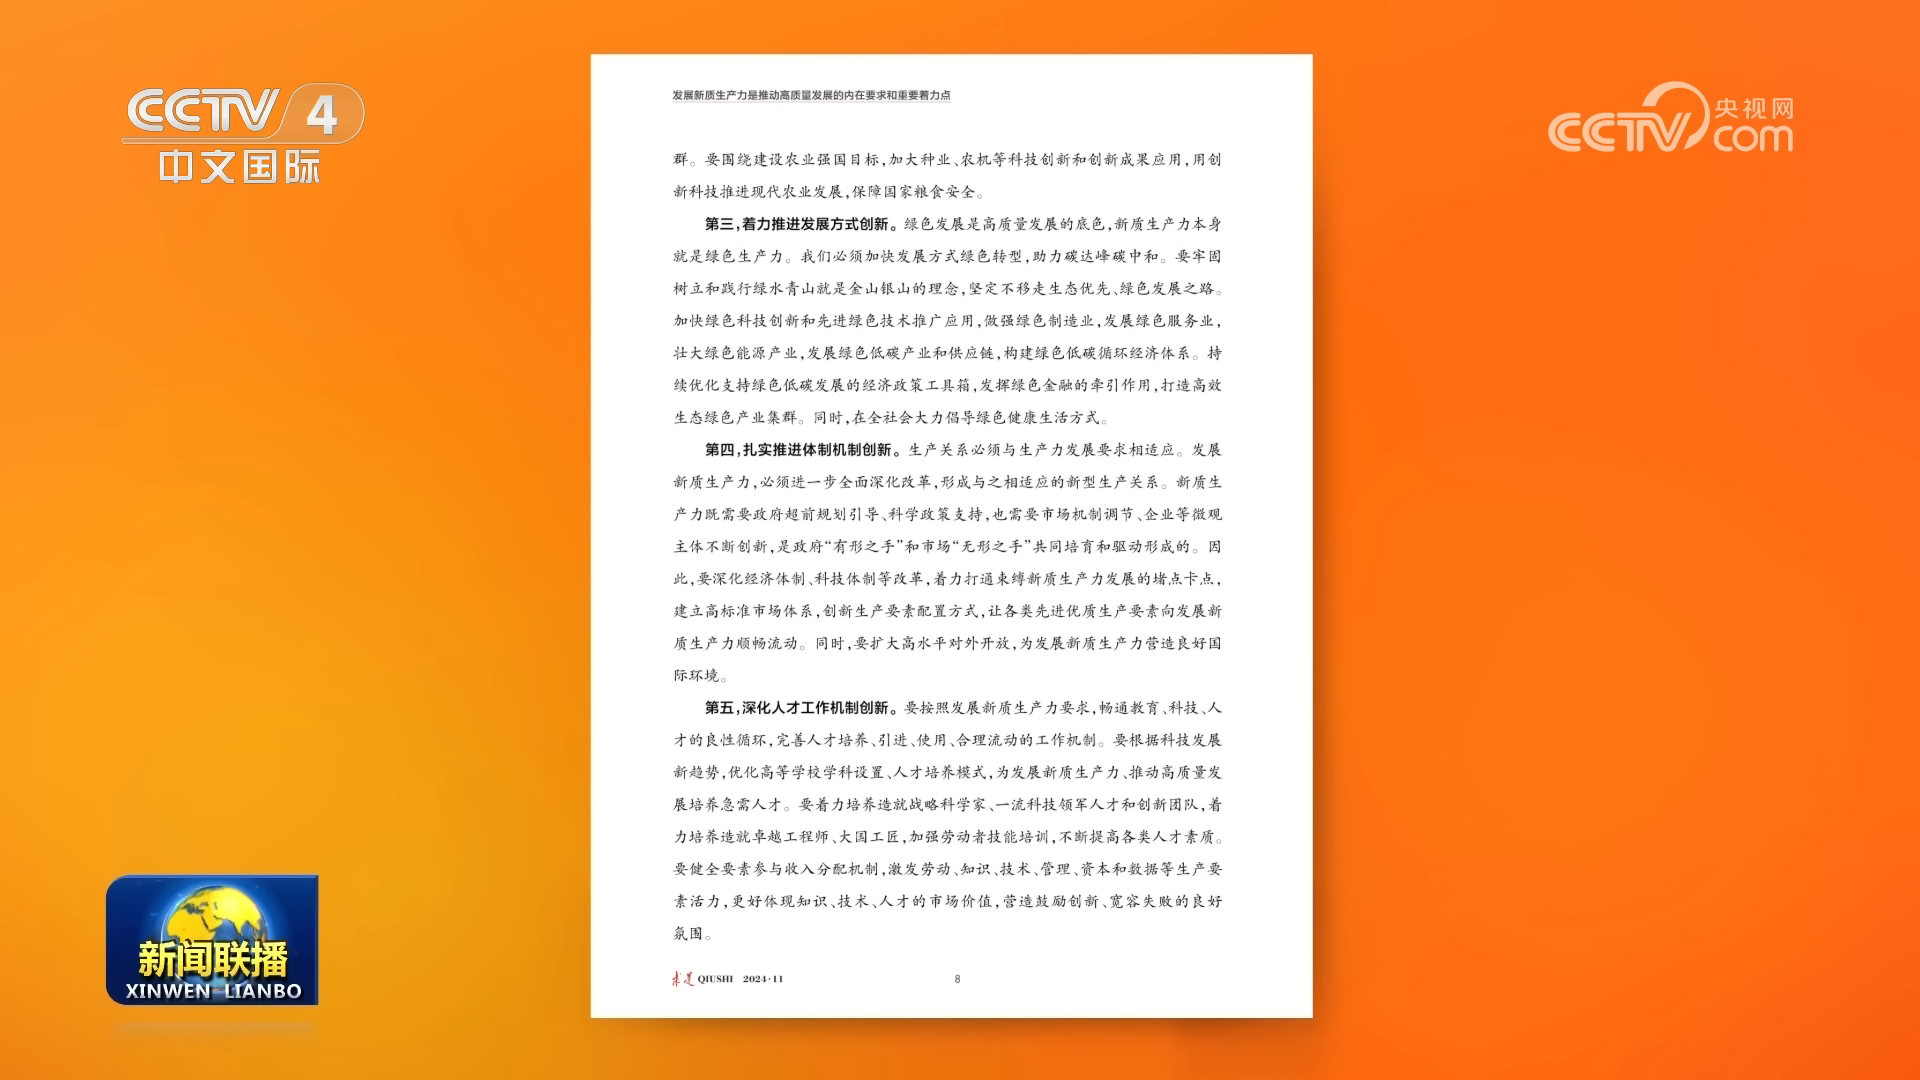 CCTV 4
中文国际
央视网
CCTV com
发展新质生产力是推动高质量发展的内在要求和重要着力点
群。要围绕建设农业强国目标,加大种业、农机等科技创新和创新成果应用,用创
新科技推进现代农业发展,保障国家粮食安全。
第三,着力推进发展方式创新。绿色发展是高质量发展的底色,新质生产力本身
就是绿色生产力。我们必须加快发展方式绿色转型,助力碳达峰碳中和。要牢固
树立和践行绿水青山就是金山银山的理念,坚定不移走生态优先、绿色发展之路。
加快绿色科技创新和先进绿色技术推广应用,做强绿色制造业,发展绿色服务业,
壮大绿色能源产业,发展绿色低碳产业和供应链,构建绿色低碳循环经济体系。持
续优化支持绿色低碳发展的经济政策工具箱,发挥绿色金融的牵引作用,打造高效
生态绿色产业集群。同时,在全社会大力倡导绿色健康生活方式。
第四,扎实推进体制机制创新。生产关系必须与生产力发展要求相适应。发展
新质生产力,必须进一步全面深化改革,形成与之相适应的新型生产关系。新质生
产力既需要政府超前规划引导、科学政策支持,也需要市场机制调节、企业等微观
主体不断创新,是政府“有形之手”和市场“无形之手”共同培育和驱动形成的。因
此,要深化经济体制、科技体制等改革,着力打通束缚新质生产力发展的堵点卡点,
建立高标准市场体系,创新生产要素配置方式,让各类先进优质生产要素向发展新
质生产力顺畅流动。同时,要扩大高水平对外开放,为发展新质生产力营造良好国
际环境。
第五,深化人才工作机制创新。要按照发展新质生产力要求,畅通教育、科技、人
才的良性循环,完善人才培养、引进、使用、合理流动的工作机制。要根据科技发展
新趋势,优化高等学校学科设置、人才培养模式,为发展新质生产力、推动高质量发
展培养急需人才。要着力培养造就战略科学家、一流科技领军人才和创新团队,着
力培养造就卓越工程师、大国工匠,加强劳动者技能培训,不断提高各类人才素质。
要健全要素参与收入分配机制,激发劳动、知识、技术、管理、资本和数据等生产要
素活力,更好体现知识、技术、人才的市场价值,营造鼓励创新、宽容失败的良好
氛围。
求是 QIUSHI 2024·11
8
新闻联播
XINWEN LIANBO